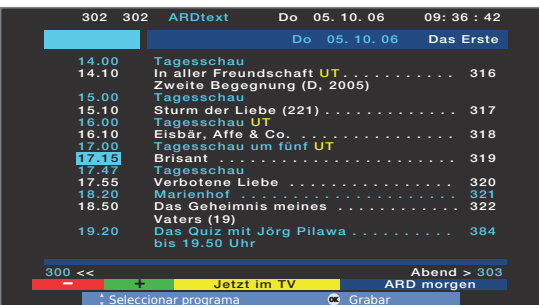 302 302 ARDtext Do 05. 10. 06 09: 36 : 42
Do 05. 10. 06 Das Erste
14.00 Tagesschau
14.10 In aller Freundschaft UT. . . . . . . . . . . 316
Zweite Begegnung (D, 2005)
15.00 Tagesschau
15.10 Sturm der Liebe (221) . . . . . . . . . . . . . 317
16.00 Tagesschau UT
16.10 Eisbär, Affe & Co. . . . . . . . . . . . . . . . 318
17.00 Tagesschau um fünf UT
17.15 Brisant . . . . . . . . . . . . . . . . . . . . . . . 319
17.47 Tagesschau
17.55 Verbotene Liebe . . . . . . . . . . . . . . . . 320
18.20 Marienhof . . . . . . . . . . . . . . . . . . . . . 321
18.50 Das Geheimnis meines . . . . . . . . . . . 322
Vaters (19)
19.20 Das Quiz mit Jörg Pilawa . . . . . . . . . . 384
bis 19.50 Uhr
300 << Abend > 303
− + Jetzt im TV ARD morgen
Seleccionar programa OK Grabar